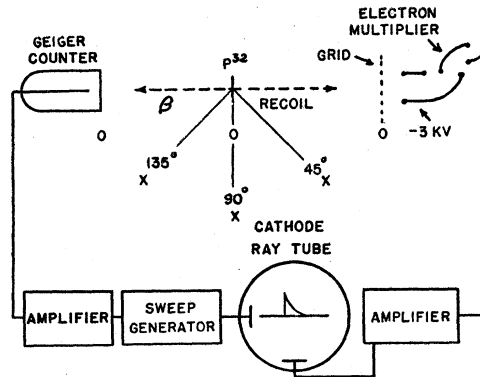 ELECTRON
MULTIPLIER
GEIGER
COUNTER
GRID
P32
β
RECOIL
-3 KV
O
O
O
135°
X
45°
X
90°
X
CATHODE
RAY TUBE
AMPLIFIER
SWEEP
GENERATOR
AMPLIFIER